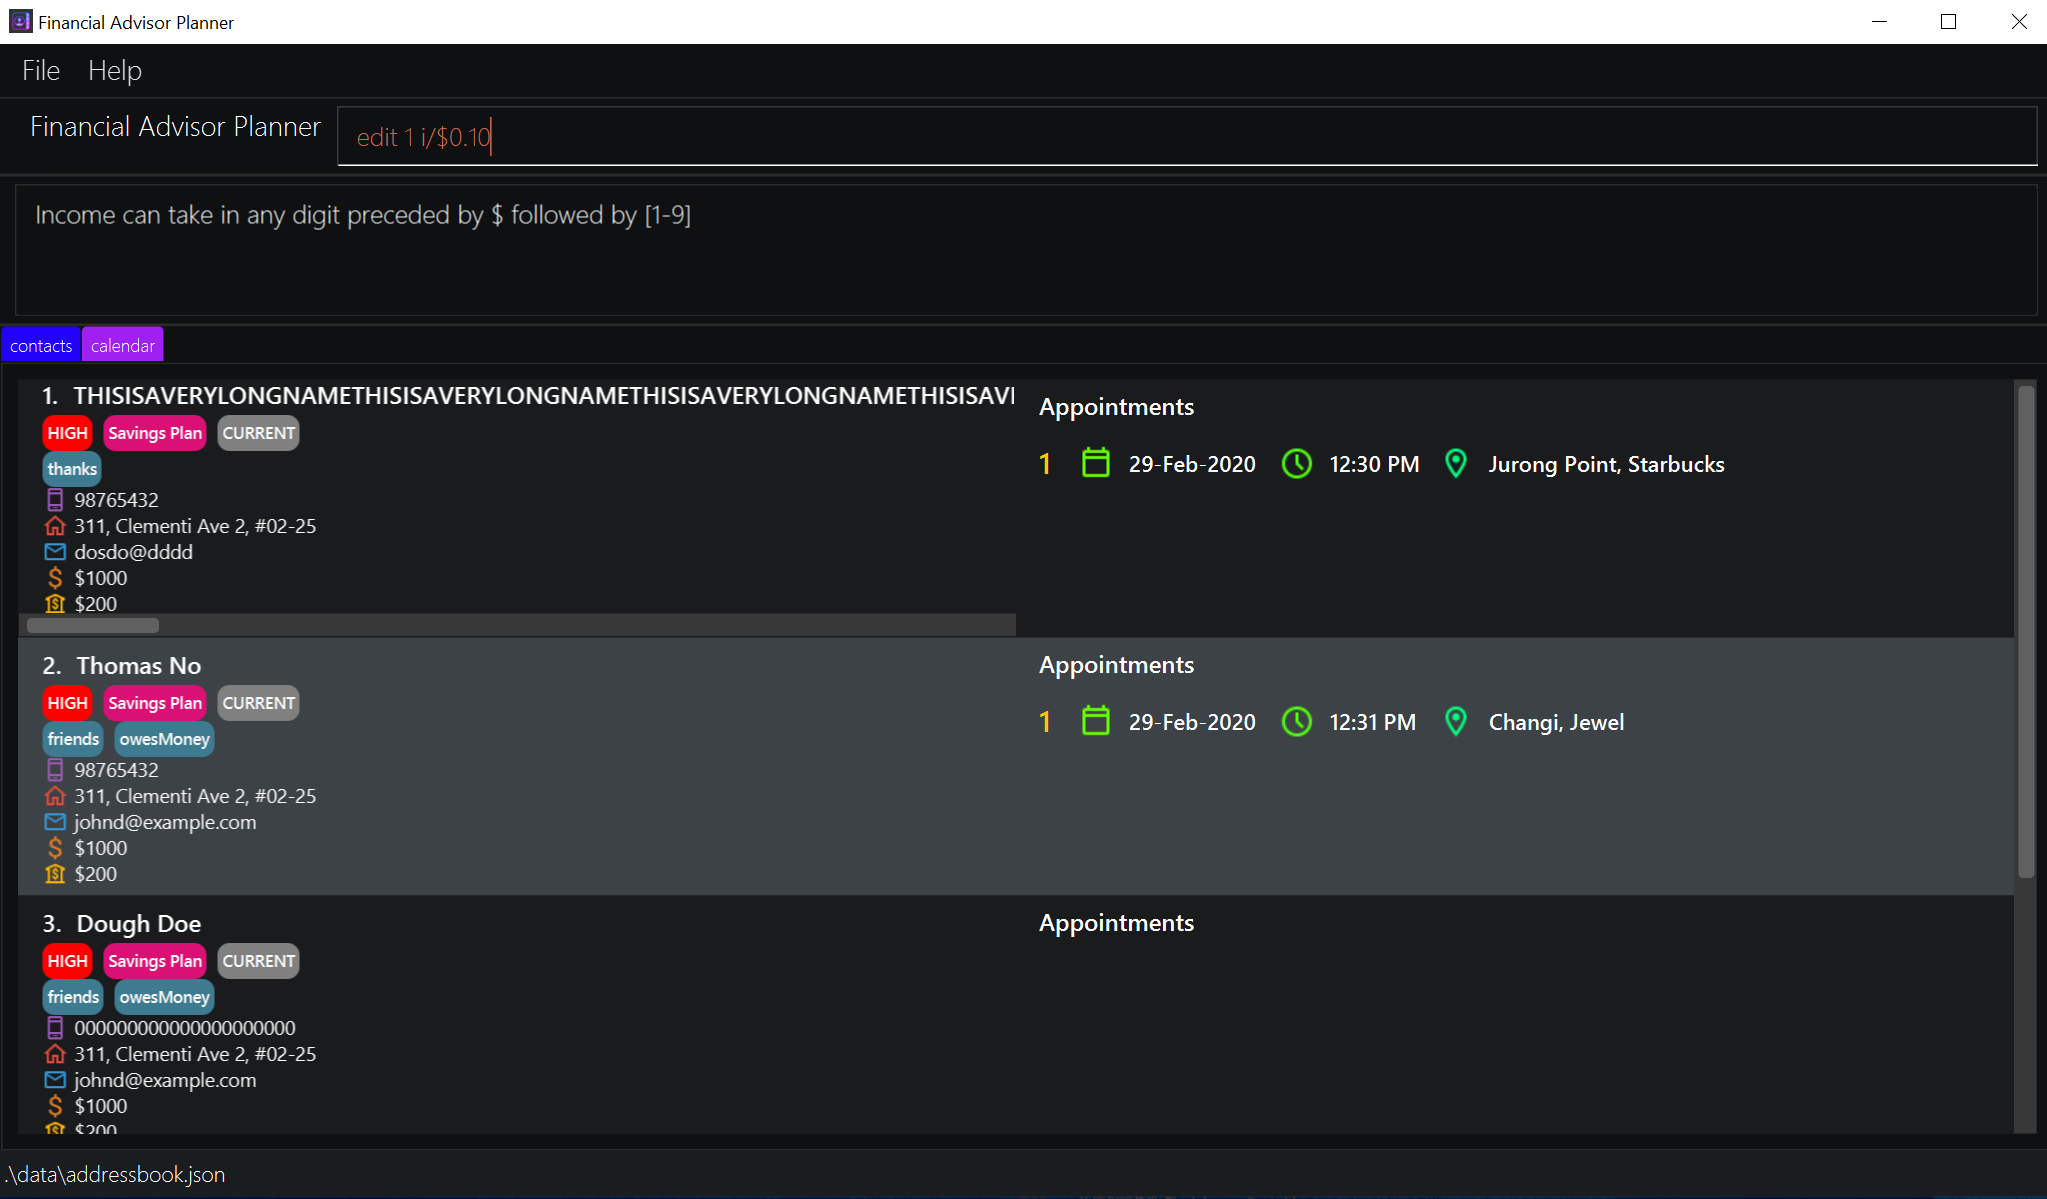 Financial Advisor Planner
File Help
Financial Advisor Planner edit 1 i/$0.10
Income can take in any digit preceded by $ followed by [1-9]
contacts calendar
1. THISISAVERYLONGNAMETHISISAVERYLONGNAMETHISISAVERYLONGNAMETHISISAV
HIGH Savings Plan CURRENT
thanks
98765432
311, Clementi Ave 2, #02-25
dosdo@dddd
$1000
$200
Appointments
1 29-Feb-2020 12:30 PM Jurong Point, Starbucks
2. Thomas No
HIGH Savings Plan CURRENT
friends owesMoney
98765432
311, Clementi Ave 2, #02-25
johnd@example.com
$1000
$200
Appointments
1 29-Feb-2020 12:31 PM Changi, Jewel
3. Dough Doe
HIGH Savings Plan CURRENT
friends owesMoney
000000000000000000000
311, Clementi Ave 2, #02-25
johnd@example.com
$1000
$200
Appointments
.\data\addressbook.json